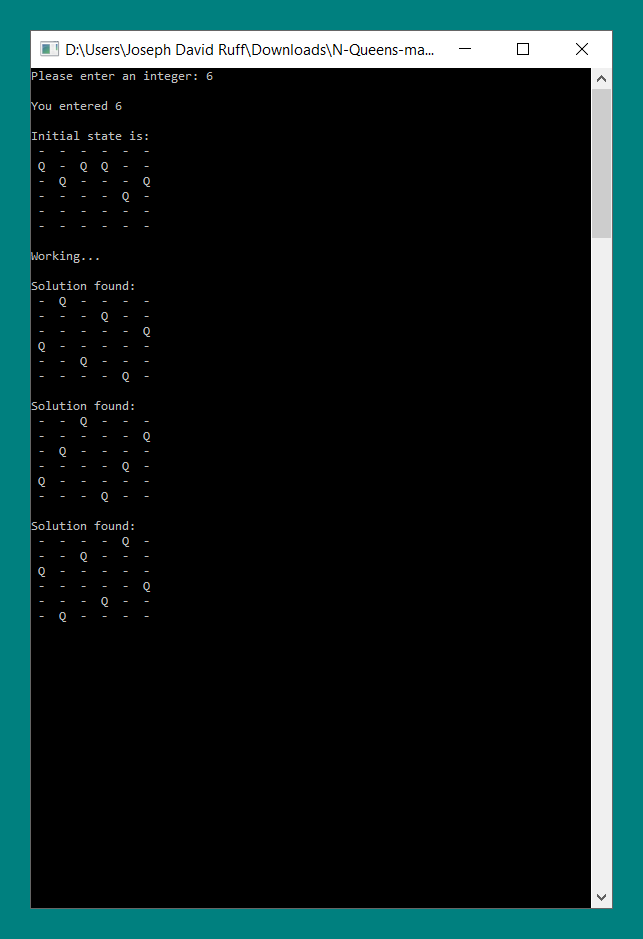 D:\Users\Joseph David Ruff\Downloads\N-Queens-ma...
Please enter an integer: 6
You entered 6
Initial state is:
- - - - - -
Q - Q Q - -
- Q - - - Q
- - - - Q -
- - - - - -
- - - - - -
Working...
Solution found:
- Q - - - -
- - - Q - -
- - - - - Q
Q - - - - -
- - Q - - -
- - - - Q -
Solution found:
- - Q - - -
- - - - - Q
- Q - - - -
- - - - Q -
Q - - - - -
- - - Q - -
Solution found:
- - - - Q -
- - Q - - -
Q - - - - -
- - - - - Q
- - - Q - -
- Q - - - -